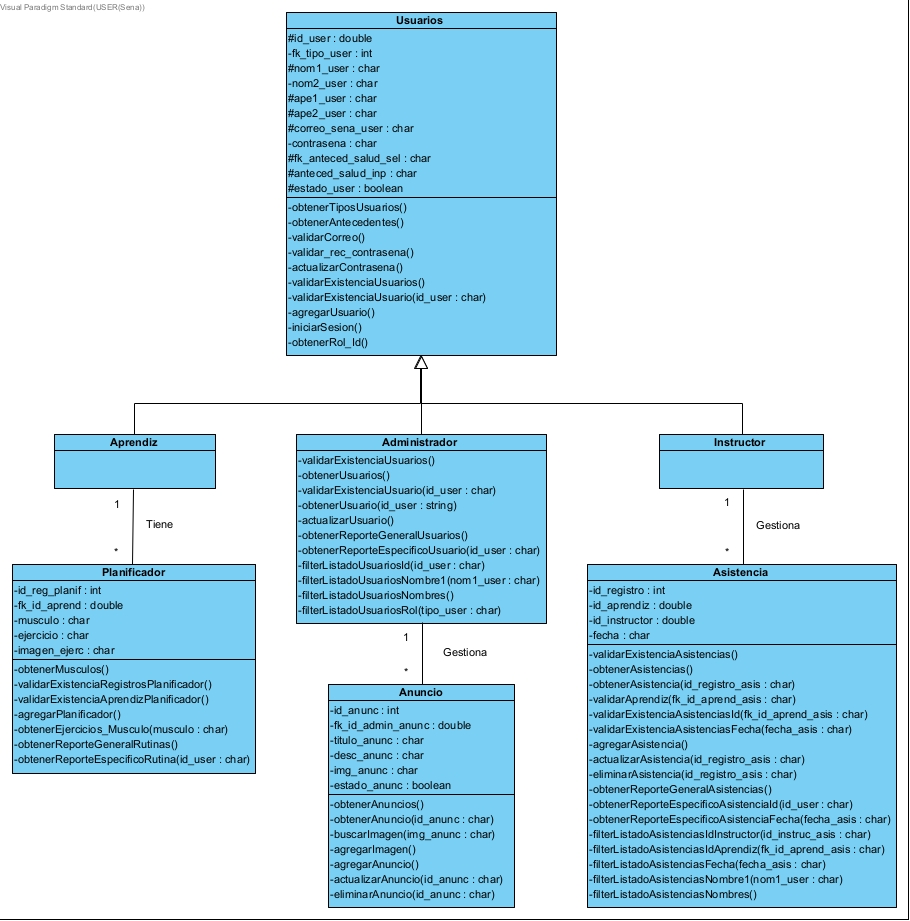 Visual Paradigm Standard(USER(Sena))
Usuarios
#id_user : double
-fk_tipo_user : int
#nom1_user : char
-nom2_user : char
#ape1_user : char
#ape2_user : char
#correo_sena_user : char
-contrasena : char
#fk_anteced_salud_sel : char
#anteced_salud_inp : char
#estado_user : boolean
-obtenerTiposUsuarios()
-obtenerAntecedentes()
-validarCorreo()
-validar_rec_contrasena()
-actualizarContrasena()
-validarExistenciaUsuarios()
-validarExistenciaUsuario(id_user : char)
-agregarUsuario()
-iniciarSesion()
-obtenerRol_Id()
Aprendiz
1
Tiene
*
Planificador
-id_reg_planif : int
-fk_id_aprend : double
-musculo : char
-ejercicio : char
-imagen_ejerc : char
-obtenerMusculos()
-validarExistenciaRegistrosPlanificador()
-validarExistenciaAprendizPlanificador()
-agregarPlanificador()
-obtenerEjercicios_Musculo(musculo : char)
-obtenerReporteGeneralRutinas()
-obtenerReporteEspecificoRutina(id_user : char)
Administrador
-validarExistenciaUsuarios()
-obtenerUsuarios()
-validarExistenciaUsuario(id_user : char)
-obtenerUsuario(id_user : string)
-actualizarUsuario()
-obtenerReporteGeneralUsuarios()
-obtenerReporteEspecificoUsuario(id_user : char)
-filterListadoUsuariosId(id_user : char)
-filterListadoUsuariosNombre1(nom1_user : char)
-filterListadoUsuariosNombres()
-filterListadoUsuariosRol(tipo_user : char)
1
Gestiona
*
Anuncio
-id_anunc : int
-fk_id_admin_anunc : double
-titulo_anunc : char
-desc_anunc : char
-img_anunc : char
-estado_anunc : boolean
-obtenerAnuncios()
-obtenerAnuncio(id_anunc : char)
-buscarImagen(img_anunc : char)
-agregarImagen()
-agregarAnuncio()
-actualizarAnuncio(id_anunc : char)
-eliminarAnuncio(id_anunc : char)
Instructor
1
Gestiona
*
Asistencia
-id_registro : int
-id_aprendiz : double
-id_instructor : double
-fecha : char
-validarExistenciaAsistencias()
-obtenerAsistencias()
-obtenerAsistencia(id_registro_asis : char)
-validarAprendiz(fk_id_aprend_asis : char)
-validarExistenciaAsistenciasId(fk_id_aprend_asis : char)
-validarExistenciaAsistenciasFecha(fecha_asis : char)
-agregarAsistencia()
-actualizarAsistencia(id_registro_asis : char)
-eliminarAsistencia(id_registro_asis : char)
-obtenerReporteGeneralAsistencias()
-obtenerReporteEspecificoAsistenciaId(id_user : char)
-obtenerReporteEspecificoAsistenciaFecha(fecha_asis : char)
-filterListadoAsistenciasIdInstructor(id_instruc_asis : char)
-filterListadoAsistenciasIdAprendiz(fk_id_aprend_asis : char)
-filterListadoAsistenciasFecha(fecha_asis : char)
-filterListadoAsistenciasNombre1(nom1_user : char)
-filterListadoAsistenciasNombres()